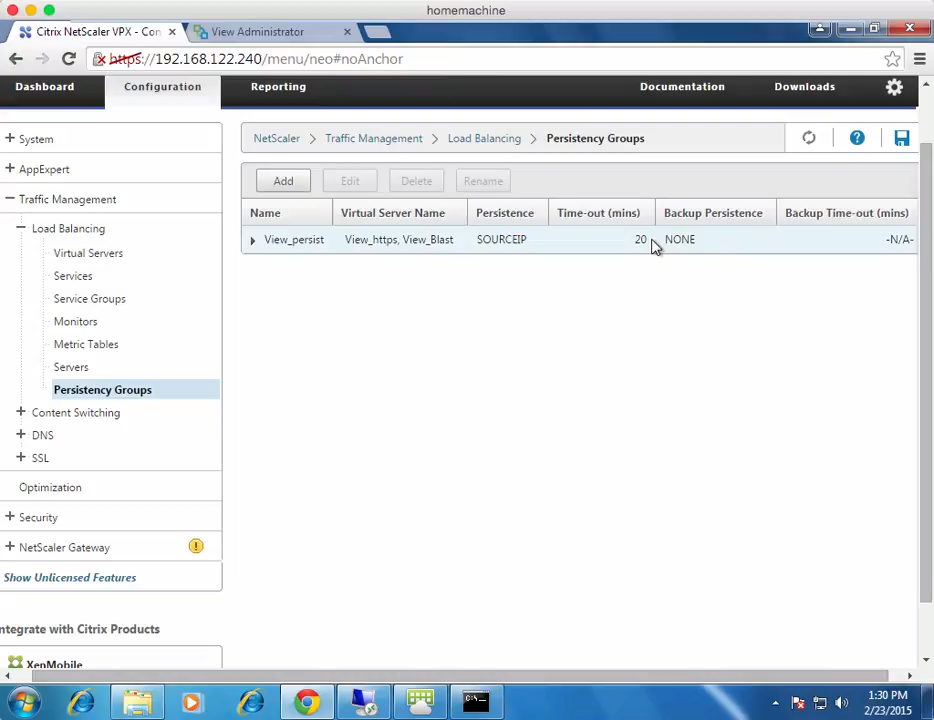 homemachine
Citrix NetScaler VPX - Con
View Administrator
https://192.168.122.240/menu/neo#noAnchor
Dashboard
Configuration
Reporting
Documentation
Downloads
System
AppExpert
Traffic Management
Load Balancing
Virtual Servers
Services
Service Groups
Monitors
Metric Tables
Servers
Persistency Groups
Content Switching
DNS
SSL
Optimization
Security
NetScaler Gateway
Show Unlicensed Features
ntegrate with Citrix Products
XenMobile
NetScaler > Traffic Management > Load Balancing > Persistency Groups
Add Edit Delete Rename
Name Virtual Server Name Persistence Time-out (mins) Backup Persistence Backup Time-out (mins)
View_persist View_https, View_Blast SOURCEIP 20 NONE -N/A-
C:\
1:30 PM
2/23/2015